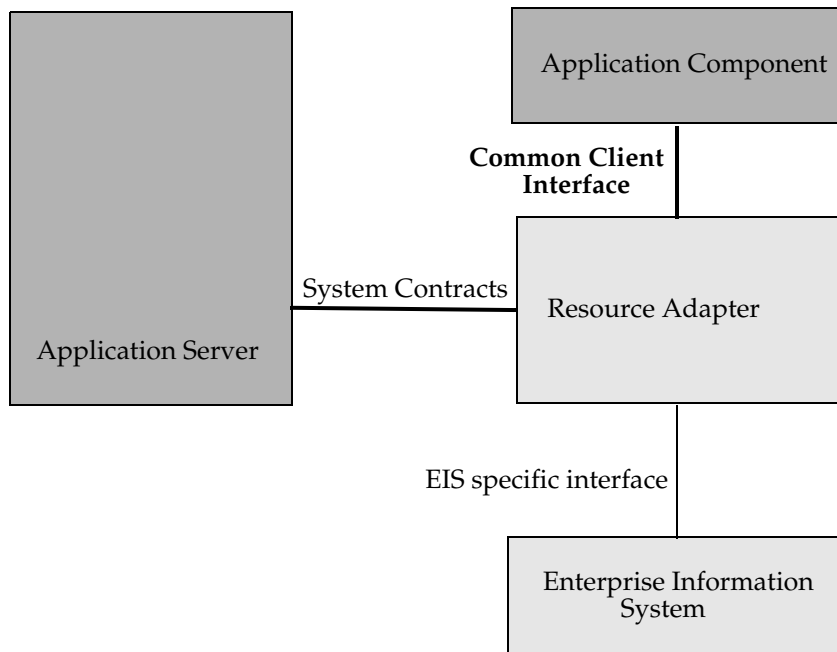 Application Component
Common Client
Interface
System Contracts
Resource Adapter
Application Server
EIS specific interface
Enterprise Information
System